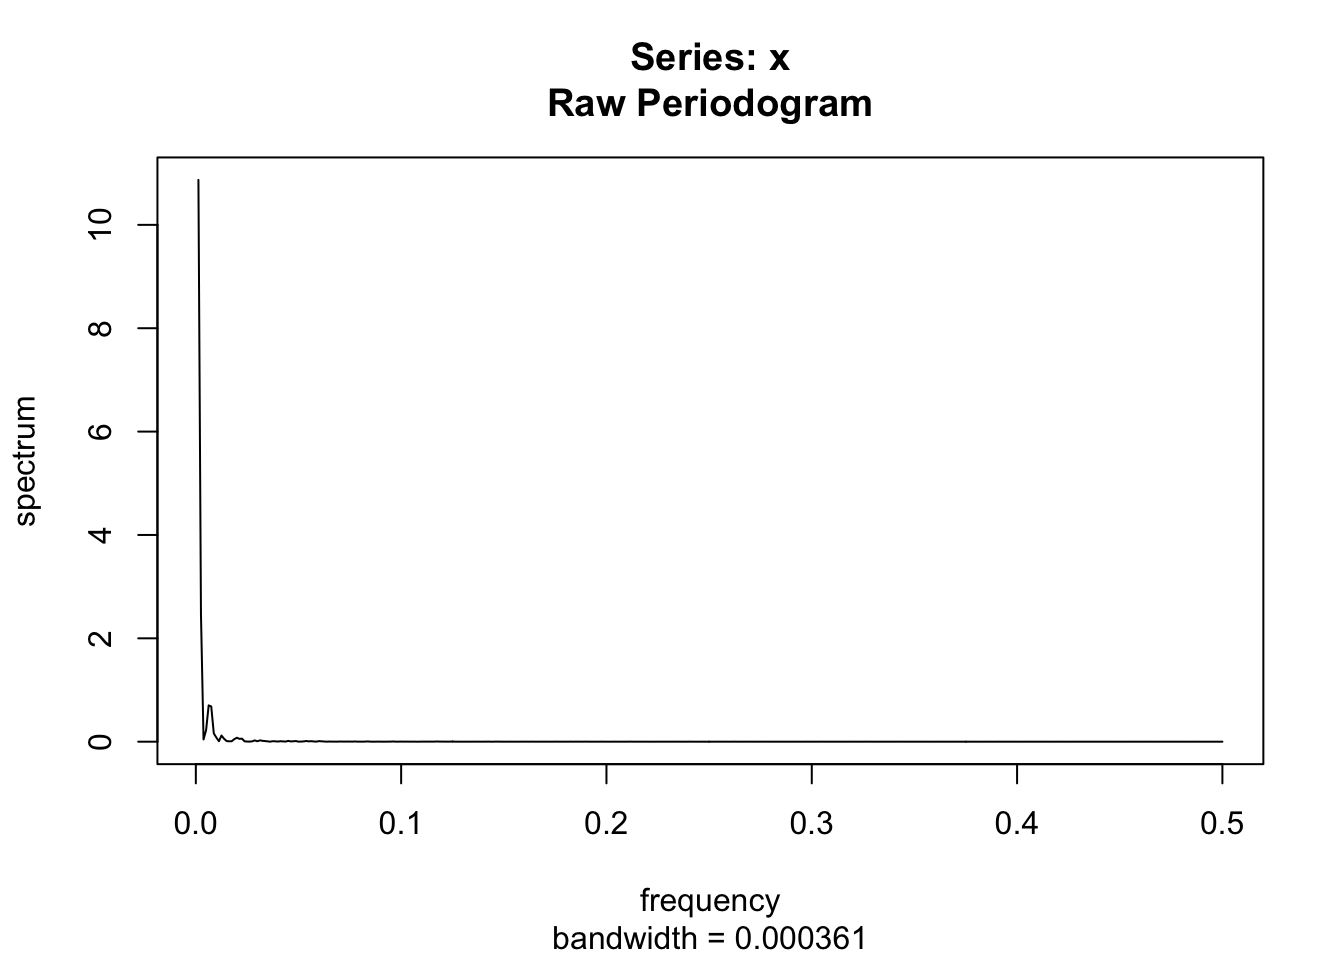 Series: x
Raw Periodogram
10
8
6
4
2
0
spectrum
0.0 0.1 0.2 0.3 0.4 0.5
frequency
bandwidth = 0.000361